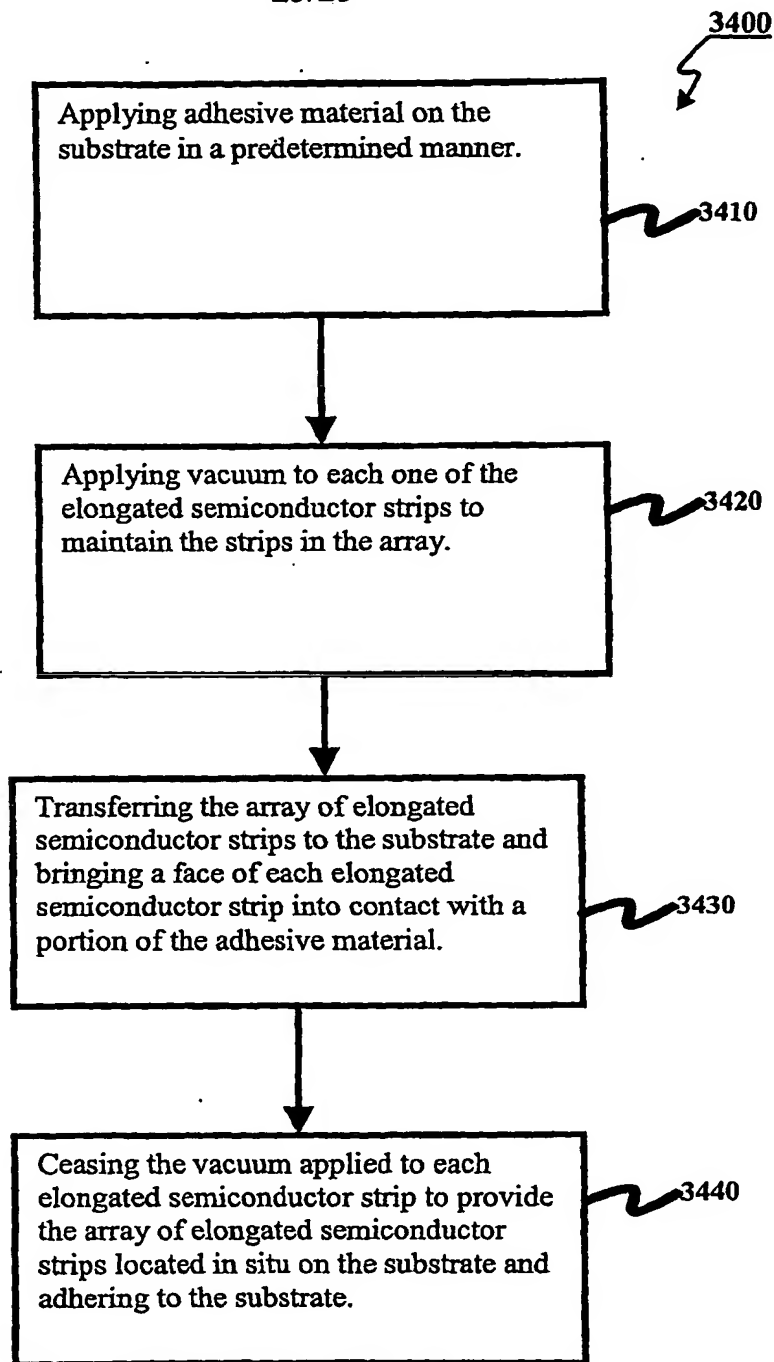 3400
Applying adhesive material on the
substrate in a predetermined manner.
3410
Applying vacuum to each one of the
elongated semiconductor strips to
maintain the strips in the array.
3420
Transferring the array of elongated
semiconductor strips to the substrate and
bringing a face of each elongated
semiconductor strip into contact with a
portion of the adhesive material.
3430
Ceasing the vacuum applied to each
elongated semiconductor strip to provide
the array of elongated semiconductor
strips located in situ on the substrate and
adhering to the substrate.
3440